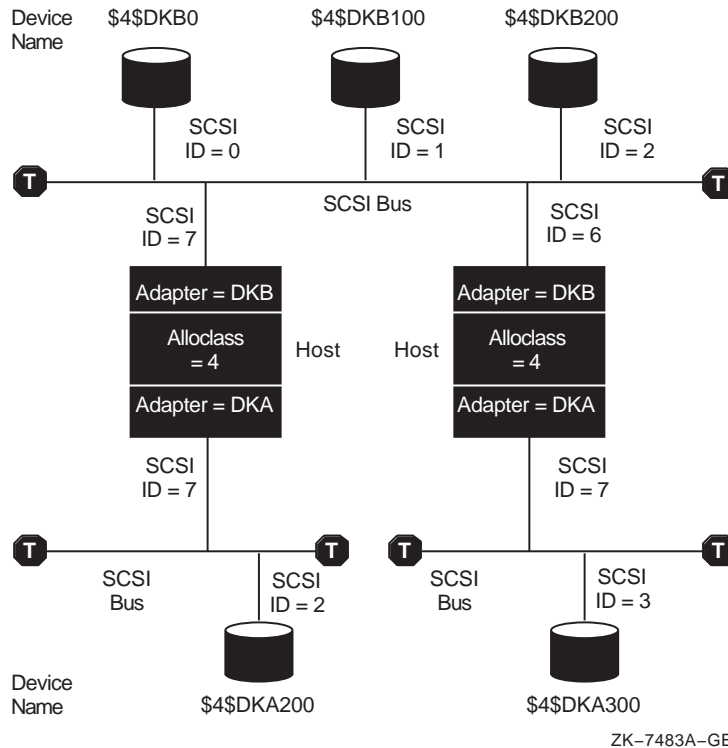 Device
Name
$4$DKB0
$4$DKB100
$4$DKB200
SCSI
ID = 0
SCSI
ID = 1
SCSI
ID = 2
T
T
SCSI Bus
SCSI
ID = 7
SCSI
ID = 6
Adapter = DKB
Alloclass
= 4
Adapter = DKA
Host
Host
Adapter = DKB
Alloclass
= 4
Adapter = DKA
SCSI
ID = 7
SCSI
ID = 7
T
T
T
T
SCSI
Bus
SCSI
ID = 2
SCSI
Bus
SCSI
ID = 3
Device
Name
$4$DKA200
$4$DKA300
ZK−7483A−GE